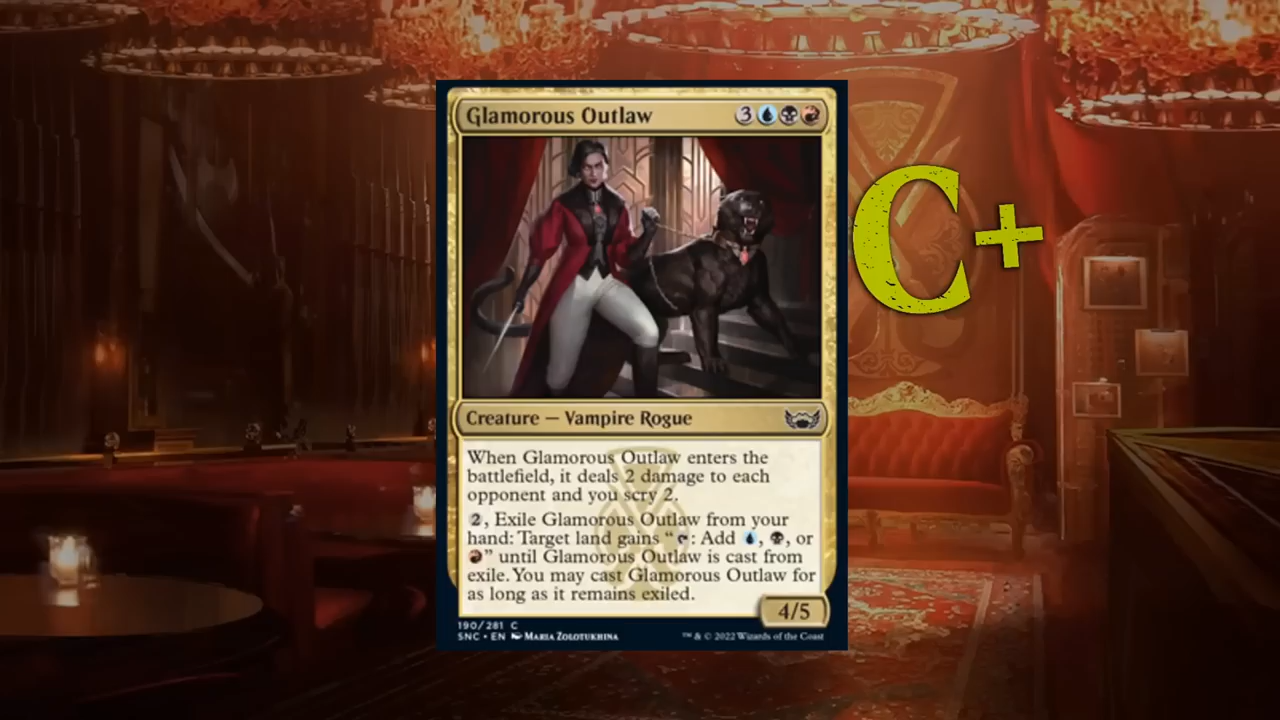 Glamorous Outlaw 3
C+
Creature — Vampire Rogue
When Glamorous Outlaw enters the
battlefield, it deals 2 damage to each
opponent and you scry 2.
2, Exile Glamorous Outlaw from your
hand: Target land gains “: Add , , or
” until Glamorous Outlaw is cast from
exile. You may cast Glamorous Outlaw for
as long as it remains exiled.
4/5
190/281 C
SNC • EN Maria Zolotukhina
™ & © 2022 Wizards of the Coast